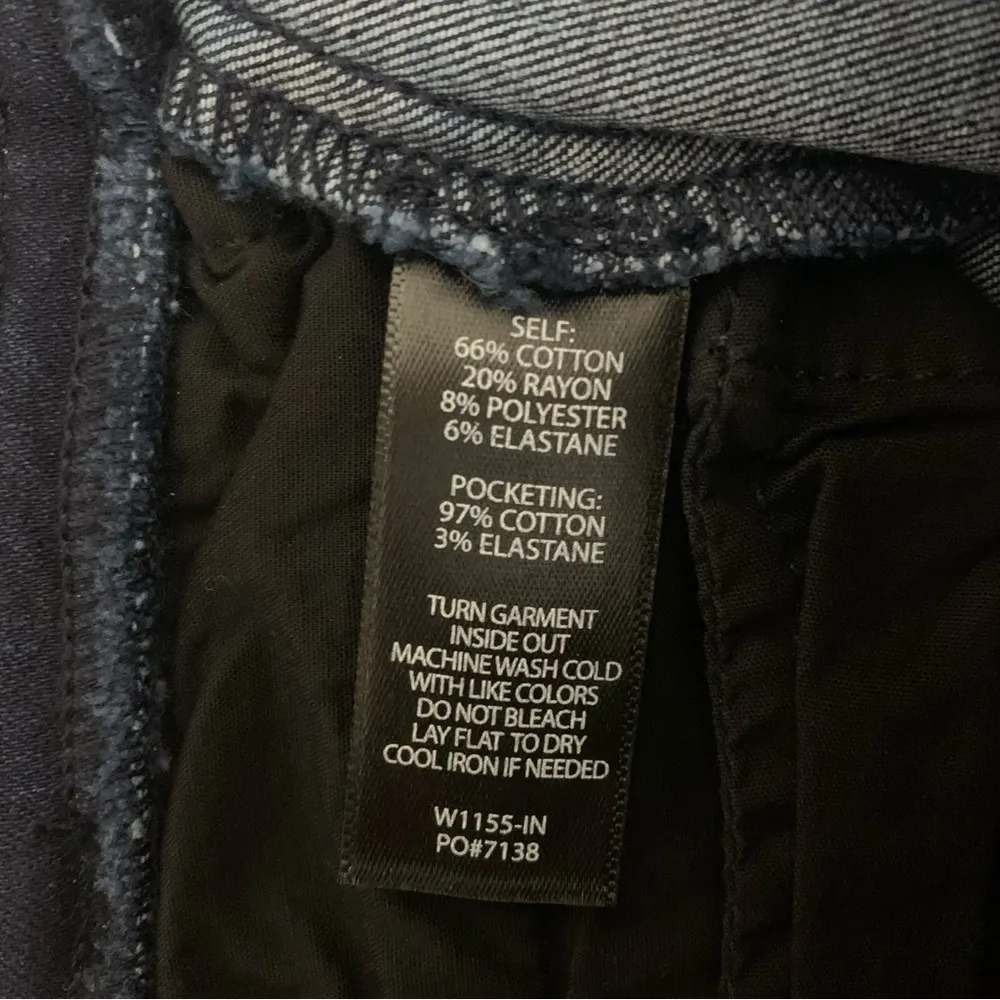 SELF:
66% COTTON
20% RAYON
8% POLYESTER
6% ELASTANE
POCKETING:
97% COTTON
3% ELASTANE
TURN GARMENT
INSIDE OUT
MACHINE WASH COLD
WITH LIKE COLORS
DO NOT BLEACH
LAY FLAT TO DRY
COOL IRON IF NEEDED
W1155-IN
PO#7138